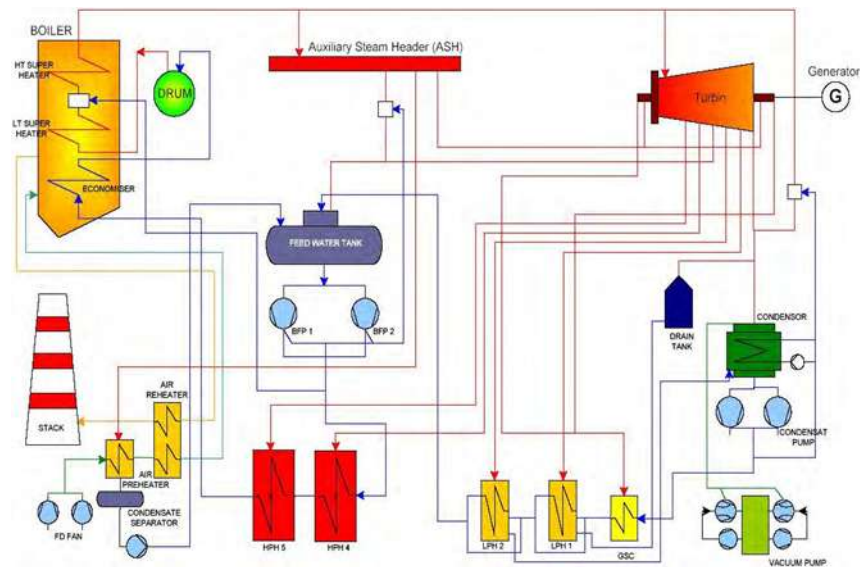 BOILER
Auxiliary Steam Header (ASH)
HT SUPER
HEATER
DRUM
Turbin
Generator
G
LT SUPER
HEATER
ECONOMISER
FEED WATER TANK
BFP 1
BFP 2
DRAIN
TANK
CONDENSOR
CONDENSAT
PUMP
STACK
AIR
REHEATER
AIR
PREHEATER
CONDENSATE
SEPARATOR
FD FAN
HPH 5
HPH 4
LPH 2
LPH 1
GSC
VACUUM PUMP